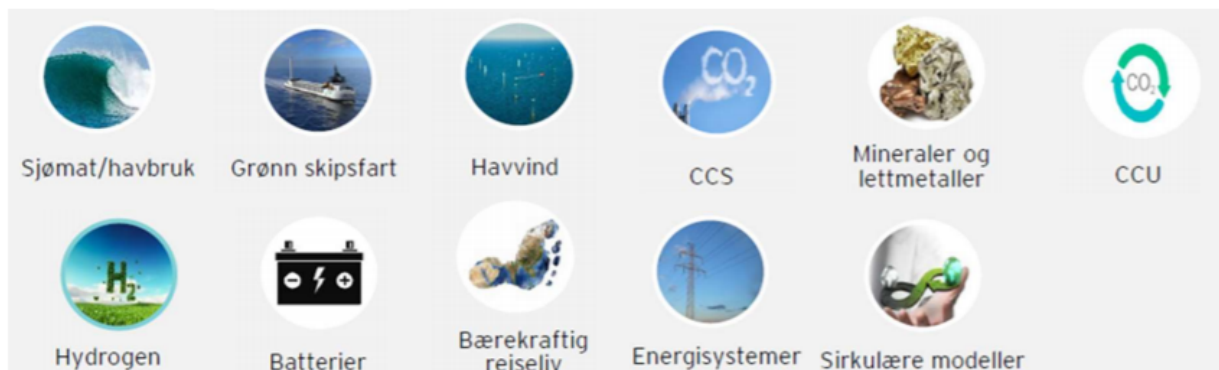 CO₂
CO₂
Sjømat/havbruk
Grønn skipsfart
Havvind
CCS
Mineraler og
lettmetaller
CCU
H₂
Hydrogen
Batterier
Bærekraftig
reiseliv
Energisystemer
Sirkulære modeller